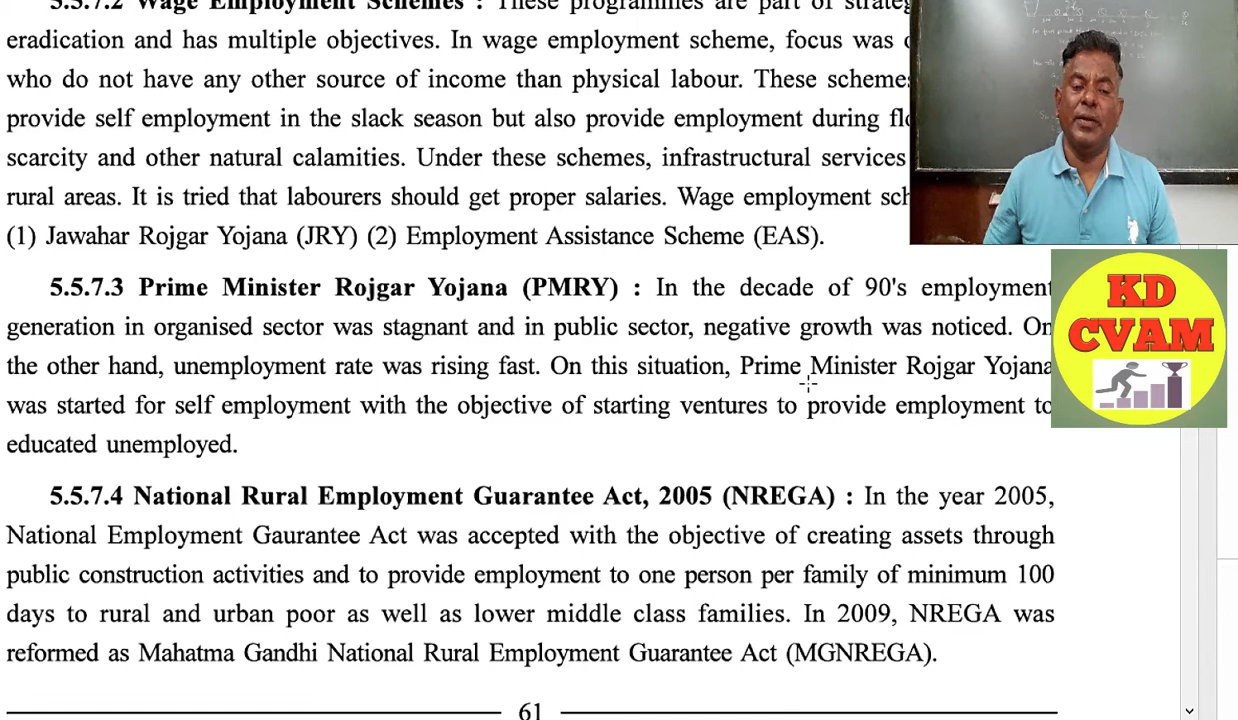 5.5.7.2 Wage Employment Schemes : These programmes are part of
eradication and has multiple objectives. In wage employment scheme, focus was
who do not have any other source of income than physical labour. These
provide self employment in the slack season but also provide employment during
scarcity and other natural calamities. Under these schemes, infrastructural services
rural areas. It is tried that labourers should get proper salaries. Wage employment
(1) Jawahar Rojgar Yojana (JRY) (2) Employment Assistance Scheme (EAS).
5.5.7.3 Prime Minister Rojgar Yojana (PMRY) : In the decade of 90's employment
generation in organised sector was stagnant and in public sector, negative growth was noticed. On
the other hand, unemployment rate was rising fast. On this situation, Prime Minister Rojgar Yojana
was started for self employment with the objective of starting ventures to provide employment to
educated unemployed.
5.5.7.4 National Rural Employment Guarantee Act, 2005 (NREGA) : In the year 2005,
National Employment Gaurantee Act was accepted with the objective of creating assets through
public construction activities and to provide employment to one person per family of minimum 100
days to rural and urban poor as well as lower middle class families. In 2009, NREGA was
reformed as Mahatma Gandhi National Rural Employment Guarantee Act (MGNREGA).
61
KD
CVAM